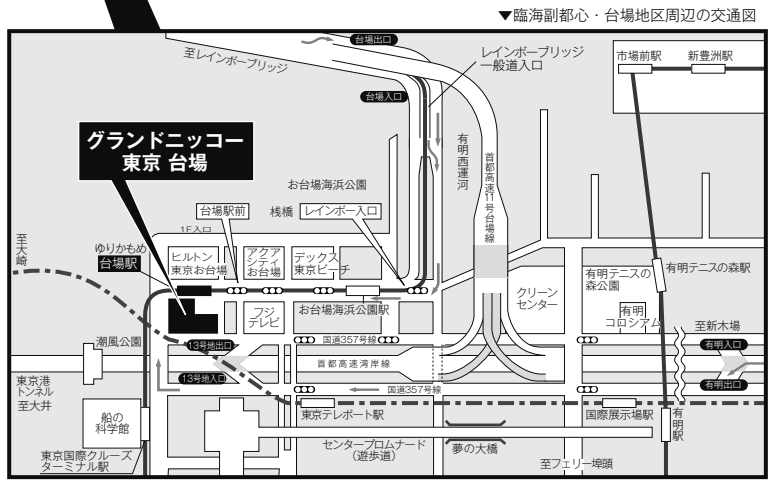 ▼臨海副都心・台場地区周辺の交通図
台場出口
至レインボーブリッジ
レインボーブリッジ
一般道入口
市場前駅
新豊洲駅
台場入口
グランドニッコー
東京 台場
有明西運河
首都高速11号台場線
お台場海浜公園
台場駅前
桟橋
レインボー入口
1F入口
至大崎
ゆりかもめ
台場駅
ヒルトン
東京お台場
アクア
シティ
お台場
デックス
東京ビーチ
クリーン
センター
有明テニスの
森公園
有明テニスの森駅
フジ
テレビ
お台場海浜公園駅
有明
コロシアム
至新木場
潮風公園
13号地出口
国道357号線
有明入口
首都高速湾岸線
東京港
トンネル
至大井
13号地入口
国道357号線
有明出口
船の
科学館
東京テレポート駅
国際展示場駅
有明駅
東京国際クルーズ
ターミナル駅
センタープロムナード
(遊歩道)
夢の大橋
至フェリー埠頭